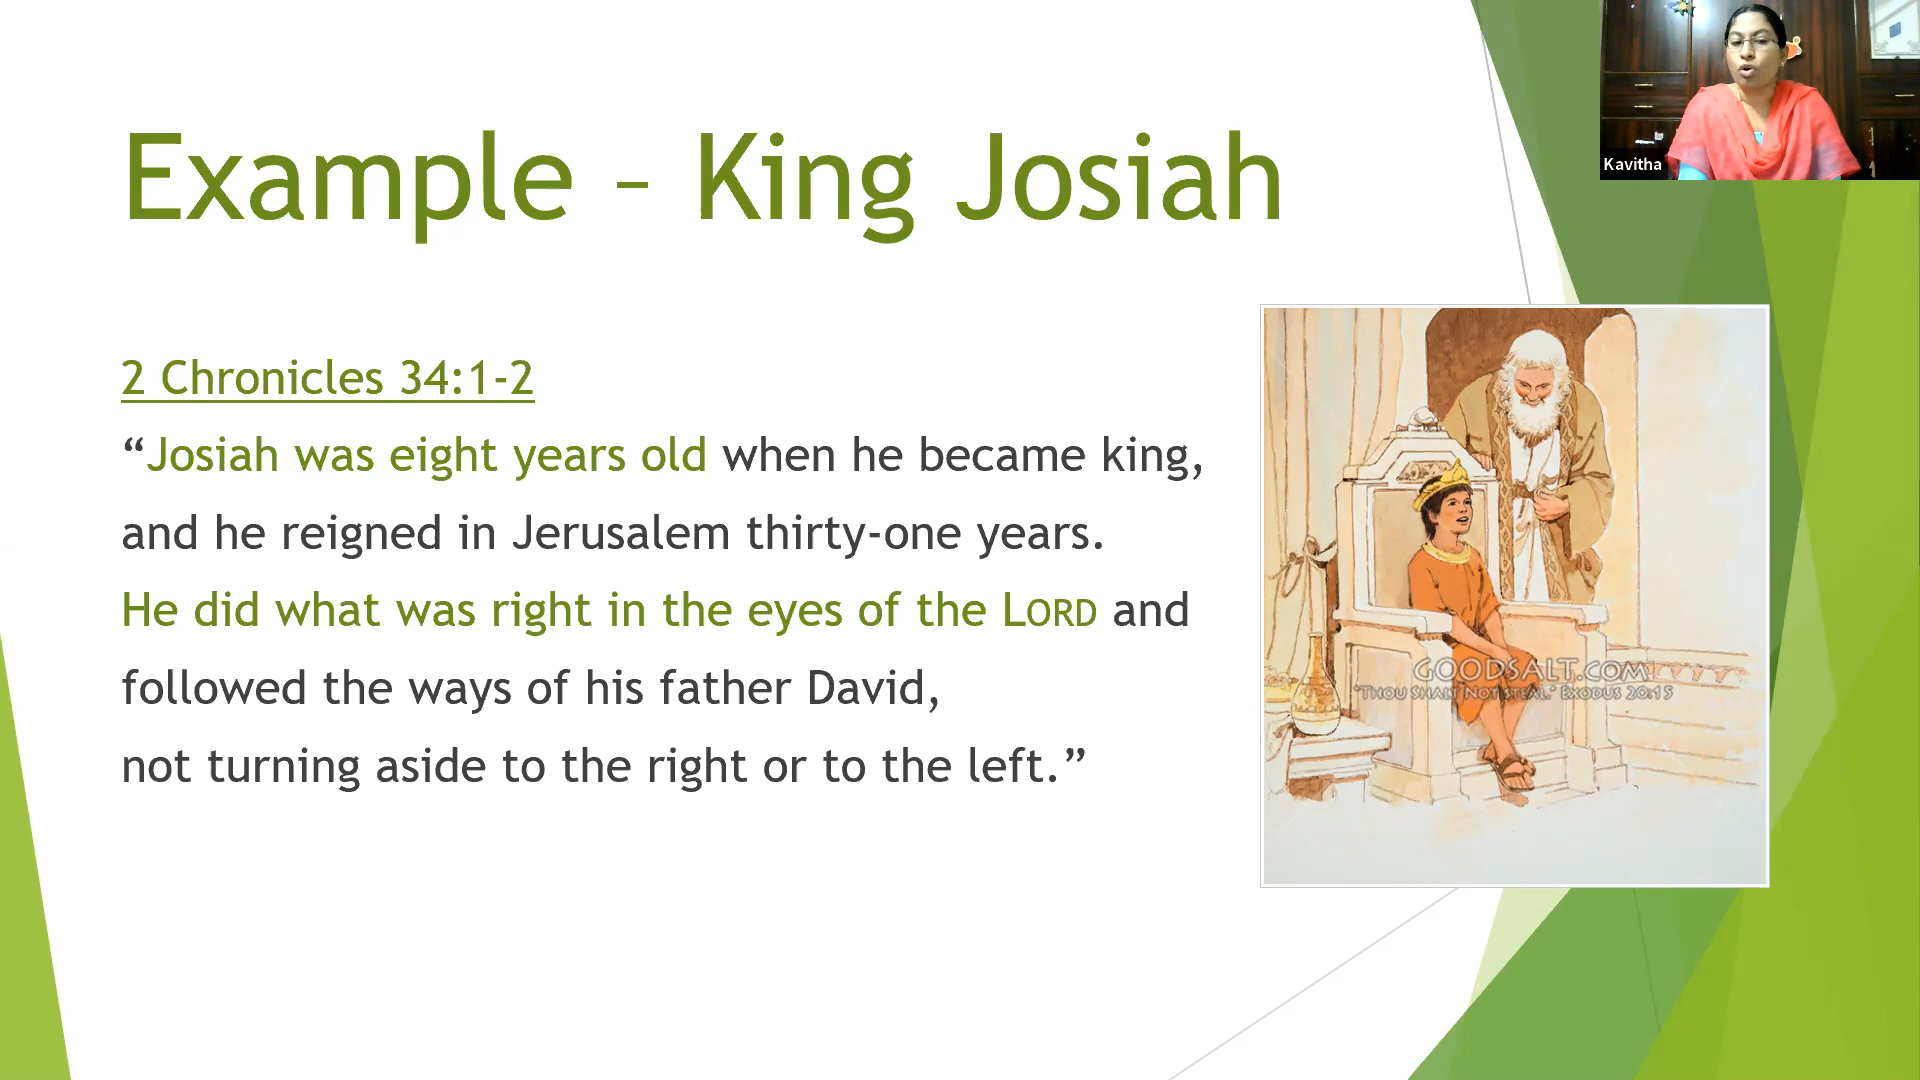 Example – King Josiah
Kavitha
2 Chronicles 34:1-2
“Josiah was eight years old when he became king,
and he reigned in Jerusalem thirty-one years.
He did what was right in the eyes of the LORD and
followed the ways of his father David,
not turning aside to the right or to the left.”
GOODSALT.COM
"THOU SHALT NOT STEAL." EXODUS 20:15